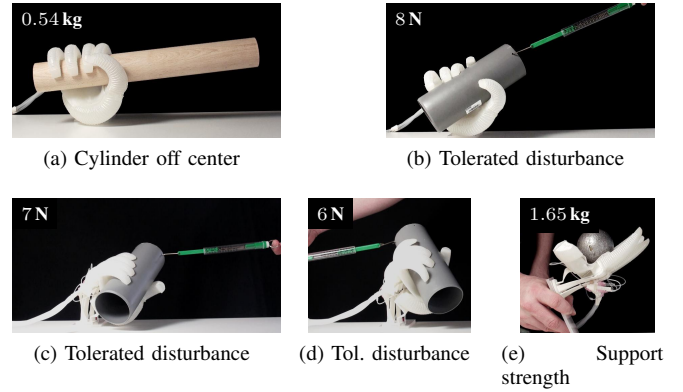 0.54 kg
8 N
(a) Cylinder off center
(b) Tolerated disturbance
7 N
6 N
1.65 kg
(c) Tolerated disturbance
(d) Tol. disturbance
(e) Support
strength